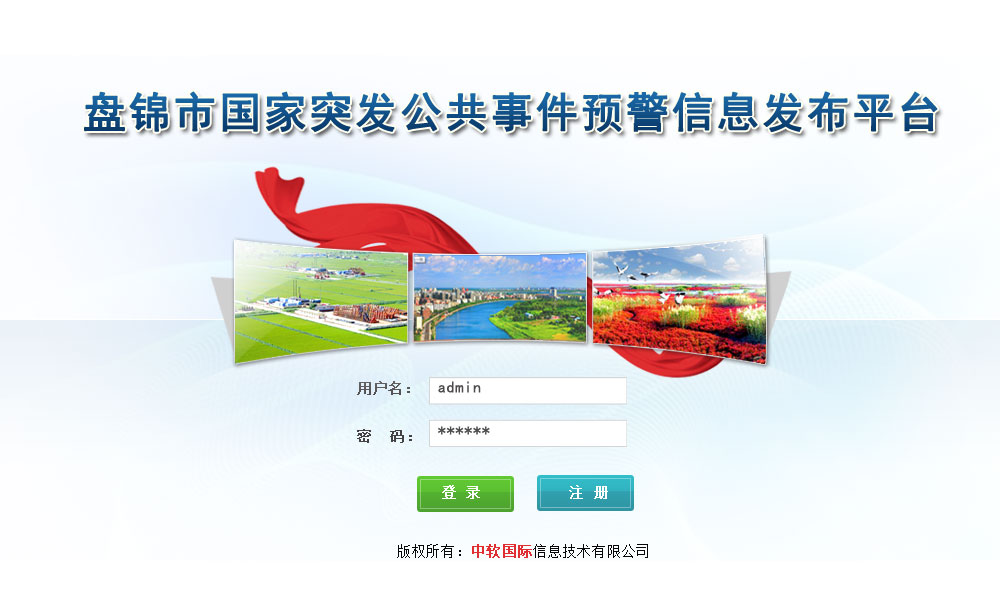 盘锦市国家突发公共事件预警信息发布平台
用户名： admin
密 码： ******
登 录 注 册
版权所有：中软国际信息技术有限公司